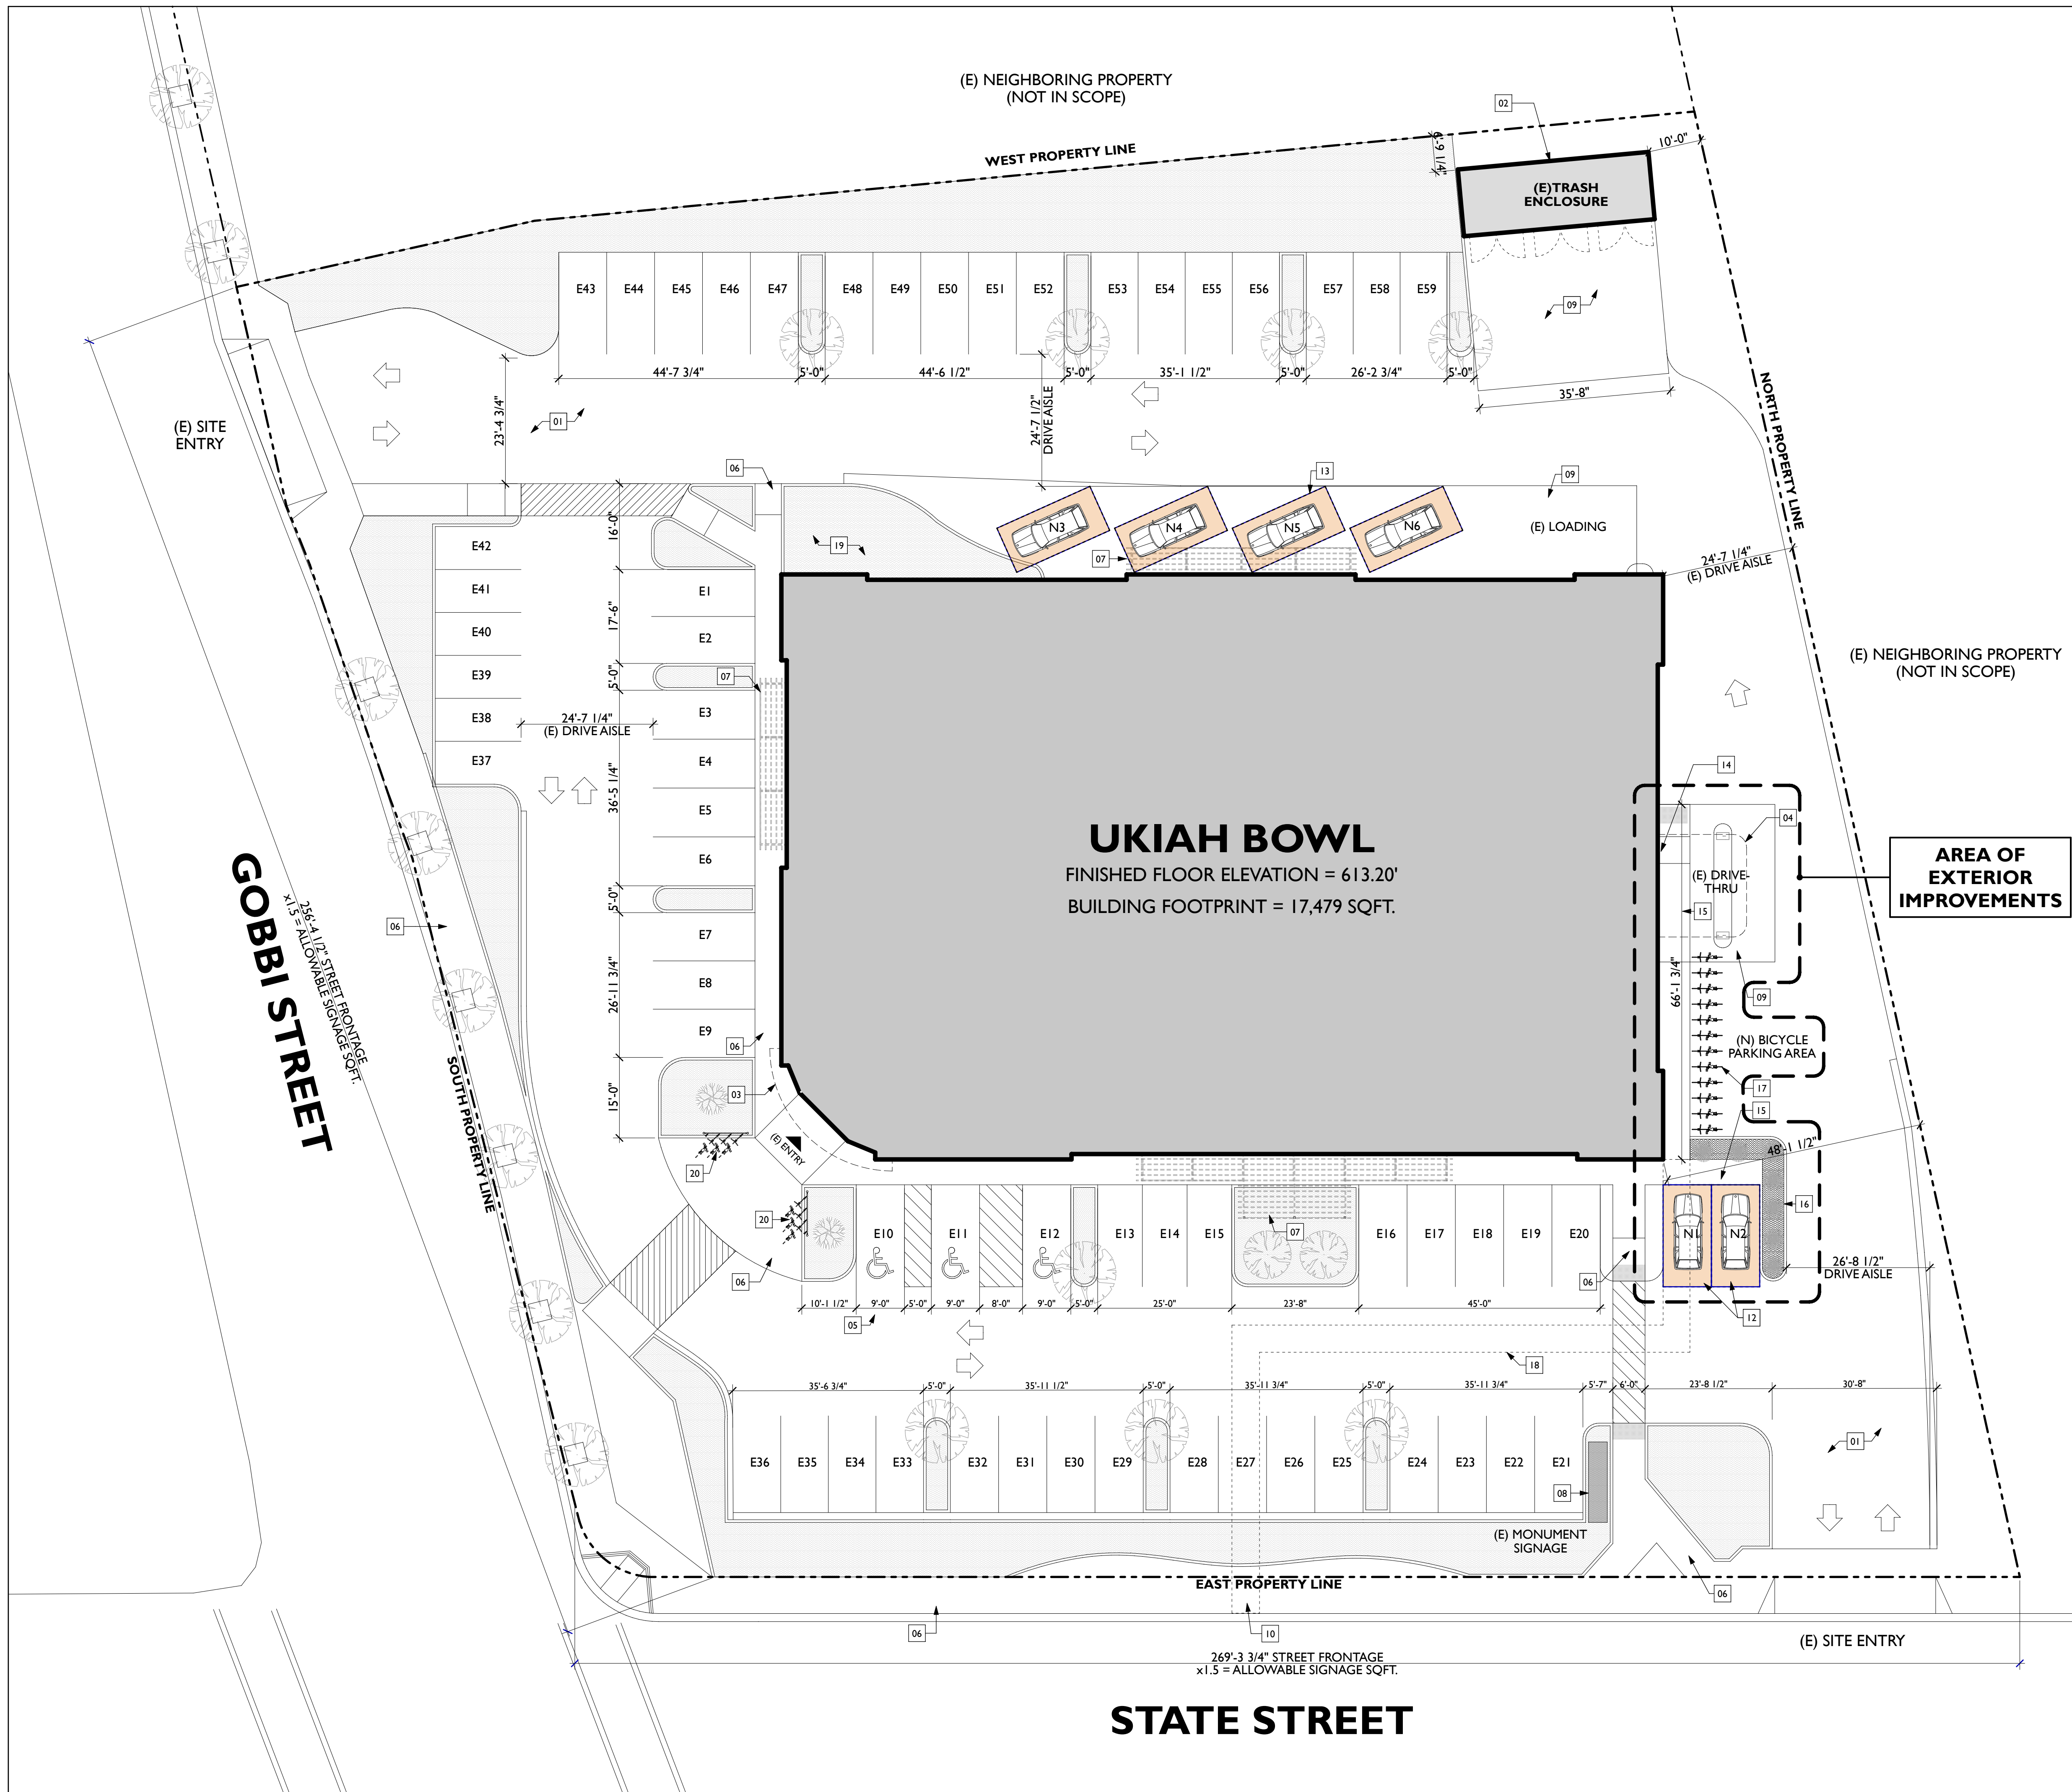 (E) NEIGHBORING PROPERTY
(NOT IN SCOPE)
02
WEST PROPERTY LINE
6'-9 1/4"
10'-0"
(E)TRASH
ENCLOSURE
E43
E44
E45
E46
E47
E48
E49
E50
E51
E52
E53
E54
E55
E56
E57
E58
E59
09
44'-7 3/4"
5'-0"
44'-6 1/2"
5'-0"
35'-1 1/2"
5'-0"
26'-2 3/4"
5'-0"
35'-8"
NORTH PROPERTY LINE
(E) SITE
ENTRY
23'-4 3/4"
01
24'-7 1/2"
DRIVE AISLE
06
13
09
N3
N4
N5
N6
(E) LOADING
19
07
24'-7 1/4"
(E) DRIVE AISLE
E42
E41
E40
E39
E38
E37
16'-0"
17'-6"
5'-0"
36'-5 1/4"
5'-0"
26'-11 3/4"
15'-0"
E1
E2
E3
E4
E5
E6
E7
E8
E9
07
24'-7 1/4"
(E) DRIVE AISLE
(E) NEIGHBORING PROPERTY
(NOT IN SCOPE)
UKIAH BOWL
FINISHED FLOOR ELEVATION = 613.20'
BUILDING FOOTPRINT = 17,479 SQFT.
14
04
(E) DRIVE-
THRU
15
AREA OF
EXTERIOR
IMPROVEMENTS
66'-1 3/4"
09
(N) BICYCLE
PARKING AREA
17
15
48'-1 1/2"
16
N1
N2
26'-8 1/2"
DRIVE AISLE
12
GOBBI STREET
256'-4 1/2" STREET FRONTAGE
x1.5 = ALLOWABLE SIGNAGE SQFT.
06
SOUTH PROPERTY LINE
06
03
(E) ENTRY
20
20
06
E10
E11
E12
E13
E14
E15
07
E16
E17
E18
E19
E20
06
10'-1 1/2"
9'-0"
5'-0"
9'-0"
8'-0"
9'-0"
5'-0"
25'-0"
23'-8"
45'-0"
05
18
35'-6 3/4"
5'-0"
35'-11 1/2"
5'-0"
35'-11 3/4"
5'-0"
35'-11 3/4"
5'-7"
6'-0"
23'-8 1/2"
30'-8"
E36
E35
E34
E33
E32
E31
E30
E29
E28
E27
E26
E25
E24
E23
E22
E21
08
01
(E) MONUMENT
SIGNAGE
EAST PROPERTY LINE
06
06
10
(E) SITE ENTRY
269'-3 3/4" STREET FRONTAGE
x1.5 = ALLOWABLE SIGNAGE SQFT.
STATE STREET